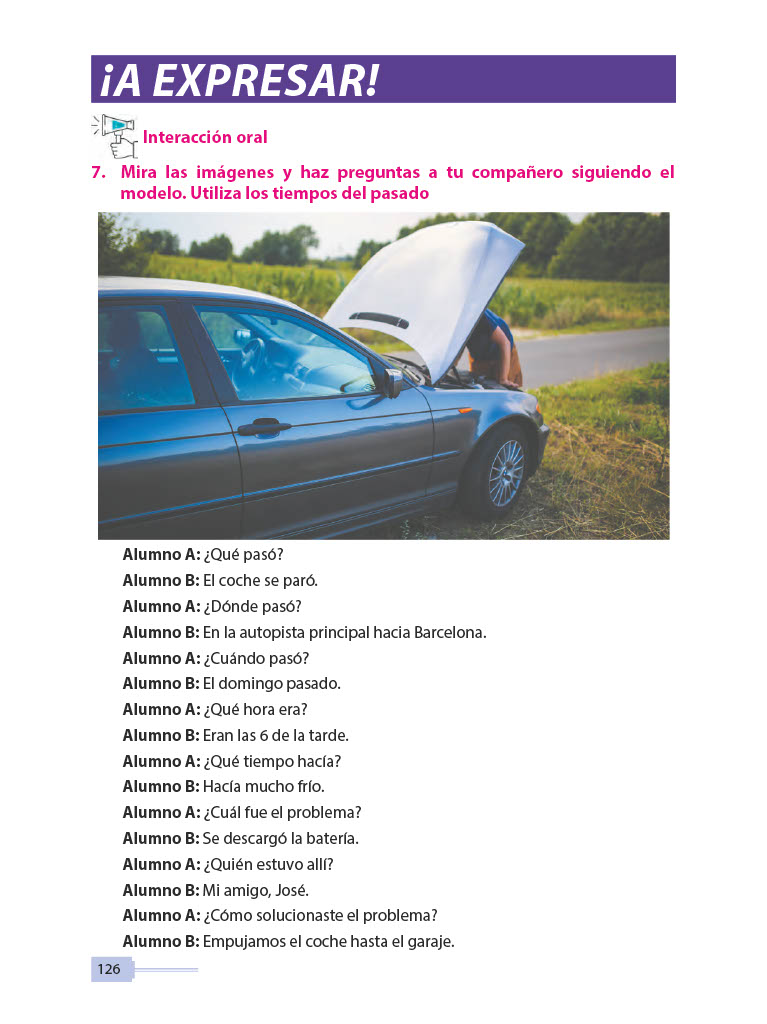 ¡A EXPRESAR!
Interacción oral
7. Mira las imágenes y haz preguntas a tu compañero siguiendo el
modelo. Utiliza los tiempos del pasado
Alumno A: ¿Qué pasó?
Alumno B: El coche se paró.
Alumno A: ¿Dónde pasó?
Alumno B: En la autopista principal hacia Barcelona.
Alumno A: ¿Cuándo pasó?
Alumno B: El domingo pasado.
Alumno A: ¿Qué hora era?
Alumno B: Eran las 6 de la tarde.
Alumno A: ¿Qué tiempo hacía?
Alumno B: Hacía mucho frío.
Alumno A: ¿Cuál fue el problema?
Alumno B: Se descargó la batería.
Alumno A: ¿Quién estuvo allí?
Alumno B: Mi amigo, José.
Alumno A: ¿Cómo solucionaste el problema?
Alumno B: Empujamos el coche hasta el garaje.
126